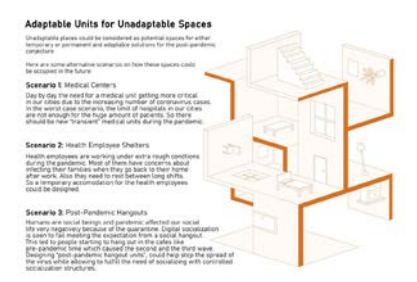 Adaptable Units for Unadaptable Spaces
Unadaptable places could be considered as potential spaces for either
temporary or permanent and adaptable solutions for the post-pandemic
conjucture
Here are some alternative scenarios on how these spaces could
be occupied in the future
Scenario 1: Medical Centers
Day by day the need for a medical unit getting more critical
in our cities due to the increasing number of coronavirus cases.
In the worst case scenario, the limit of hospitals in our cities
are not enough for the huge amount of patients. So there
should be new "transient" medical units during the pandemic.
Scenario 2: Health Employee Shelters
Health employees are working under extra rough conditions
during the pandemic. Most of them have concerns about
infecting their families when they go back to their home
after work. Also they need to rest between long shifts.
So a temporary accomodation for the health employees
could be designed.
Scenario 3: Post-Pandemic Hangouts
Humans are social beings and pandemic affected our social
life very negatively because of the quarantine. Digital socialization
is seen to fail meeting the expectation from a social hangout.
This led to people starting to hang out in the cafes like
pre-pandemic time which caused the second and the third wave.
Designing "post-pandemic hangout units", could help stop the spread of
the virus while allowing to fulfill the need of socializing with controlled
socialization structures.